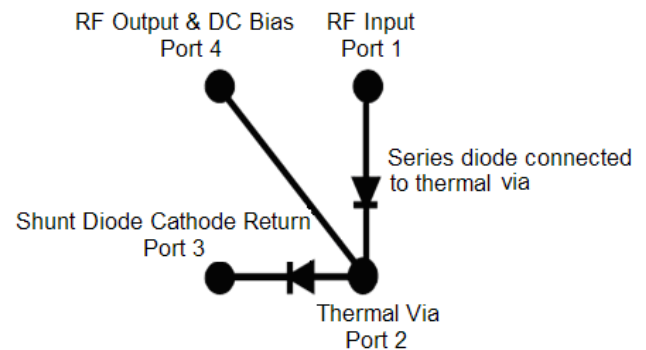 RF Output & DC Bias
Port 4
RF Input
Port 1
Series diode connected
to thermal via
Shunt Diode Cathode Return
Port 3
Thermal Via
Port 2